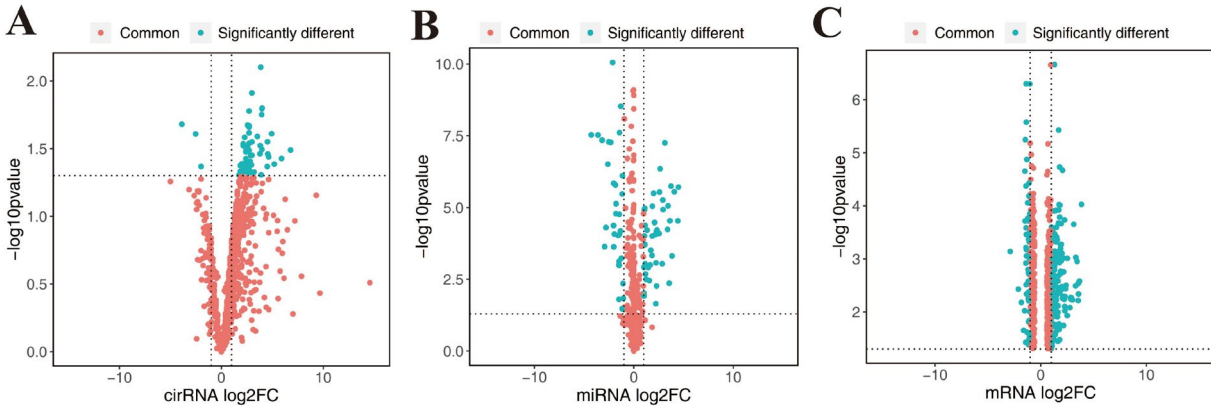 A
Common
Significantly different
-log10pvalue
2.0
1.5
1.0
0.5
0.0
-10
0
10
cirRNA log2FC
B
Common
Significantly different
-log10pvalue
10.0
7.5
5.0
2.5
0.0
-10
0
10
miRNA log2FC
C
Common
Significantly different
-log10pvalue
6
5
4
3
2
-10
0
10
mRNA log2FC